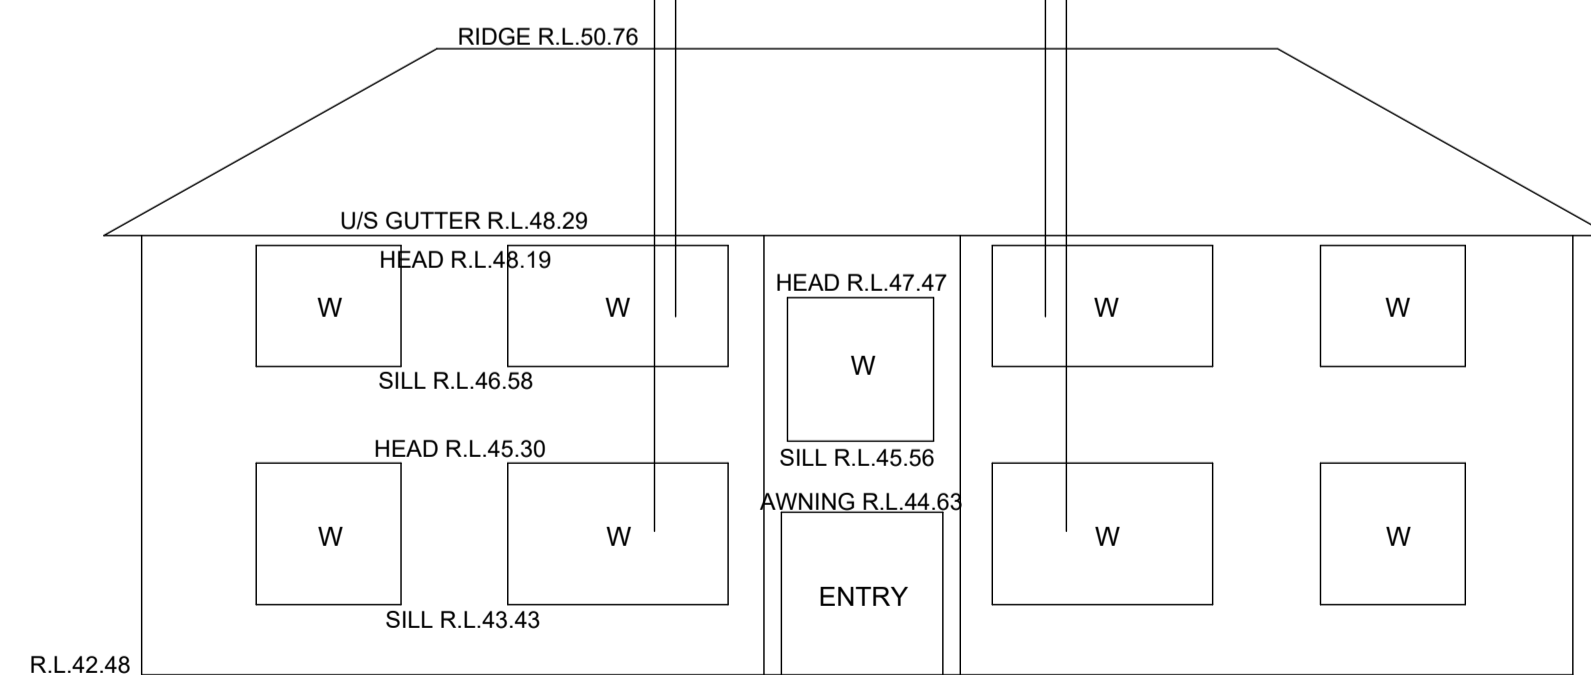 RIDGE R.L.50.76
U/S GUTTER R.L.48.29
HEAD R.L.48.19
HEAD R.L.47.47
W
W
W
W
W
SILL R.L.46.58
HEAD R.L.45.30
SILL R.L.45.56
AWNING R.L.44.63
W
W
W
W
ENTRY
SILL R.L.43.43
R.L.42.48